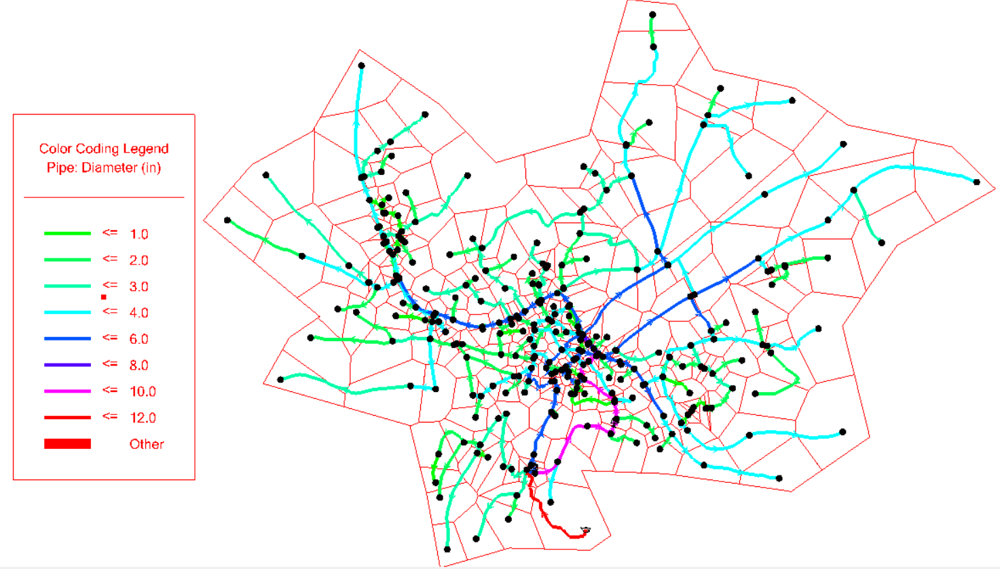 Color Coding Legend
Pipe: Diameter (in)
<= 1.0
<= 2.0
<= 3.0
<= 4.0
<= 6.0
<= 8.0
<= 10.0
<= 12.0
Other